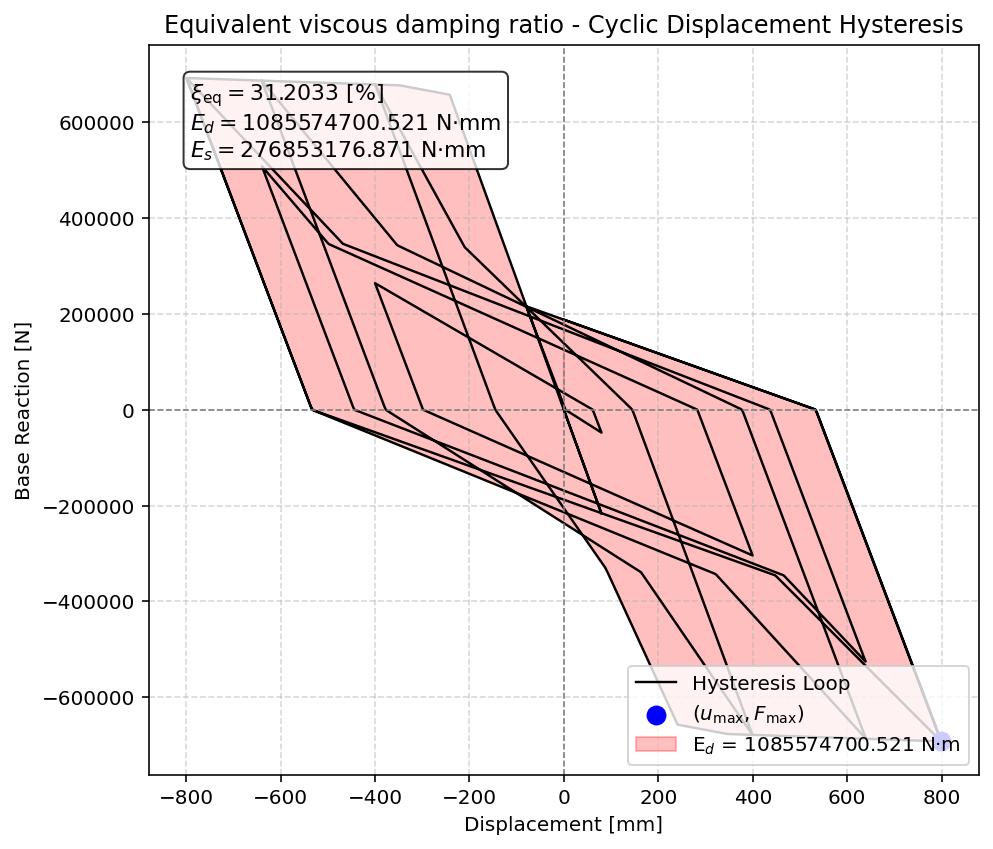 Equivalent viscous damping ratio - Cyclic Displacement Hysteresis
ξeq = 31.2033 [%]
Ed = 1085574700.521 N·mm
Es = 276853176.871 N·mm
600000
400000
200000
0
−200000
−400000
−600000
Base Reaction [N]
Hysteresis Loop
(umax, Fmax)
Ed = 1085574700.521 N·m
−800
−600
−400
−200
0
200
400
600
800
Displacement [mm]